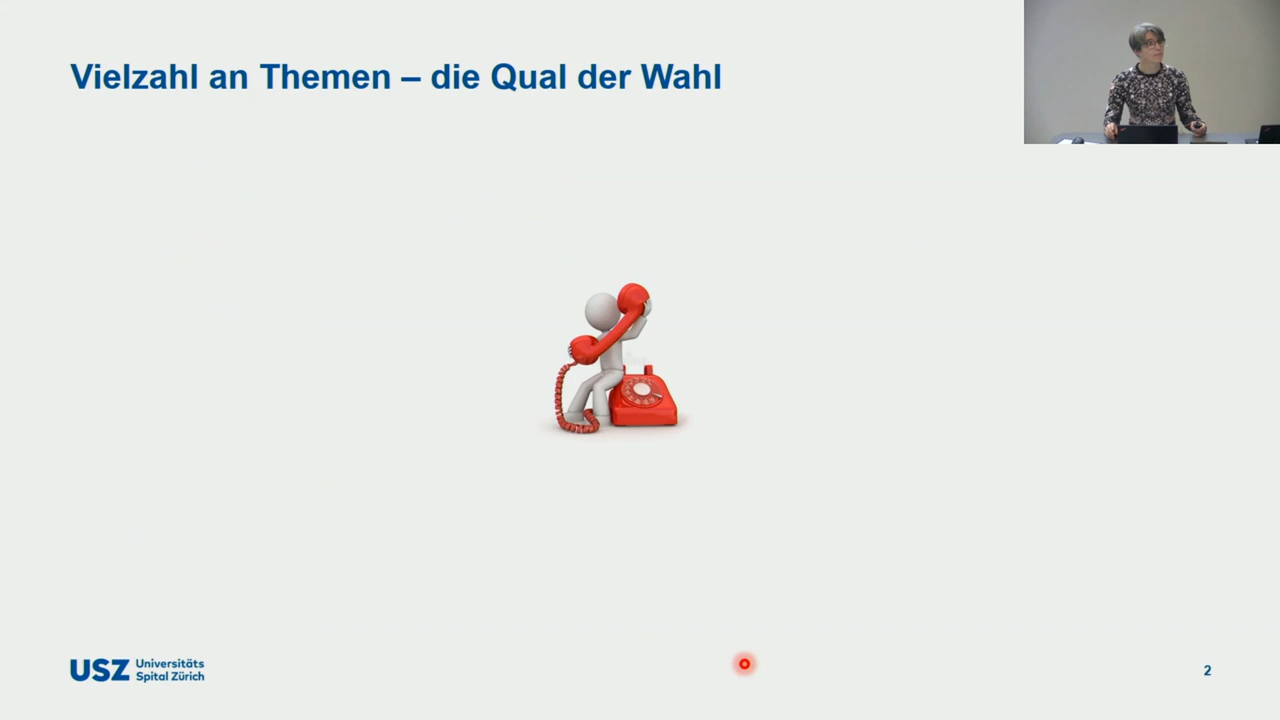 Vielzahl an Themen – die Qual der Wahl
USZ Universitäts
Spital Zürich
2